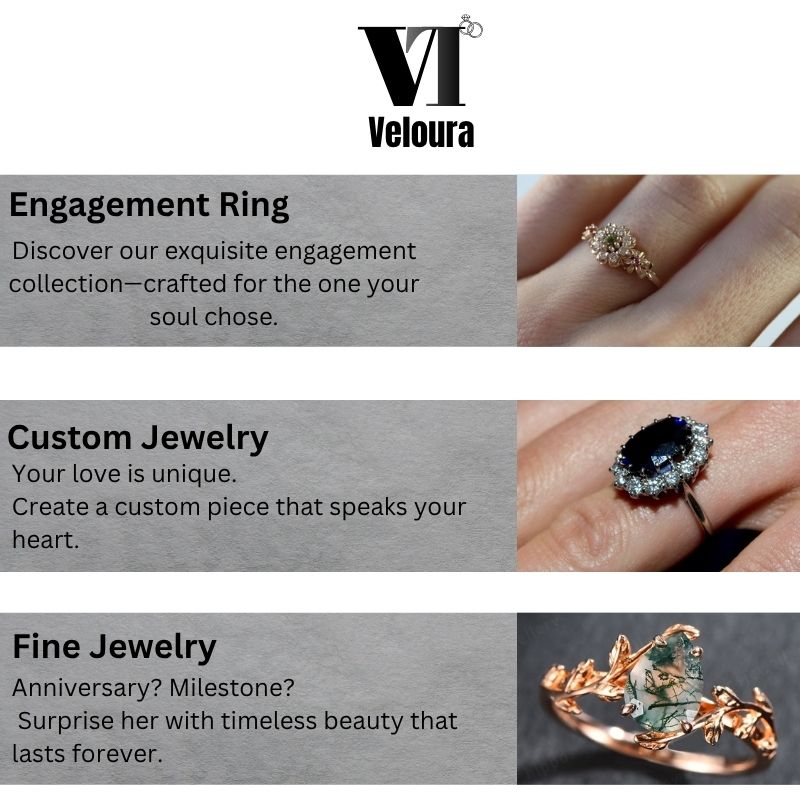 VI
Veloura
Engagement Ring
Discover our exquisite engagement
collection—crafted for the one your
soul chose.
Custom Jewelry
Your love is unique.
Create a custom piece that speaks your
heart.
Fine Jewelry
Anniversary? Milestone?
Surprise her with timeless beauty that
lasts forever.